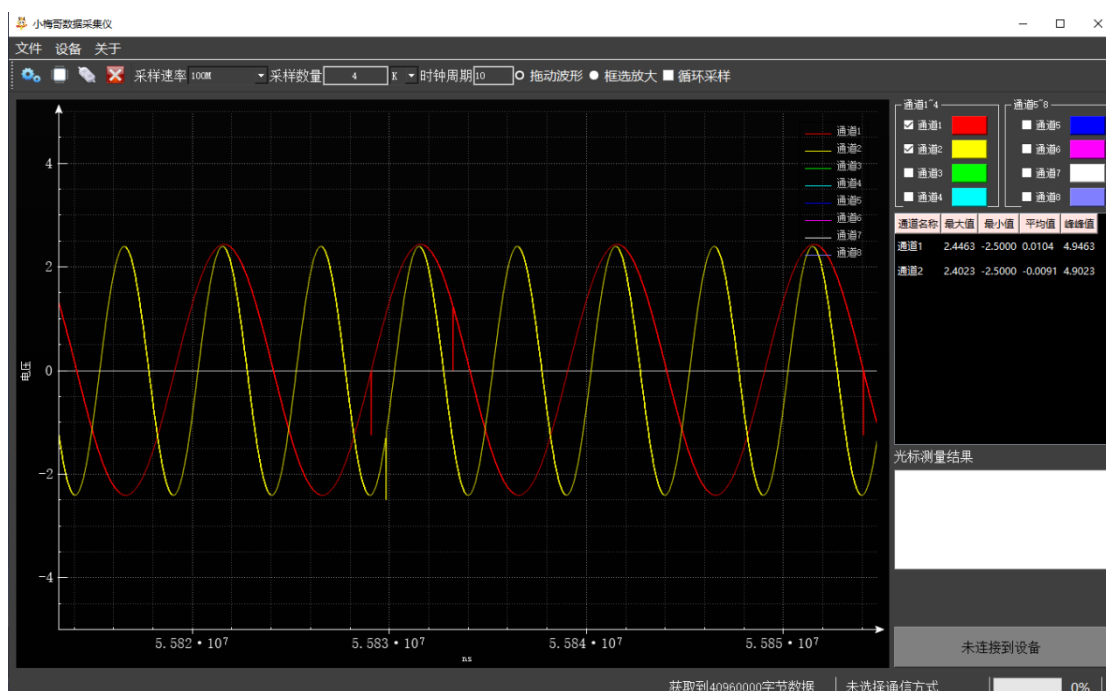 小梅哥数据采集仪
文件 设备 关于
采样速率 100M 采样数量 4 K 时钟周期 10 拖动波形 框选放大 循环采样
通道1~4 通道5~8
通道1 通道5
通道2 通道6
通道3 通道7
通道4 通道8
通道1
通道2
通道3
通道4
通道5
通道6
通道7
通道8
4
2
0
-2
-4
电压
5.582·10⁷ 5.583·10⁷ 5.584·10⁷ 5.585·10⁷
ns
通道名称 最大值 最小值 平均值 峰峰值
通道1 2.4463 -2.5000 0.0104 4.9463
通道2 2.4023 -2.5000 -0.0091 4.9023
光标测量结果
未连接到设备
获取到40960000字节数据 未选择通信方式 0%